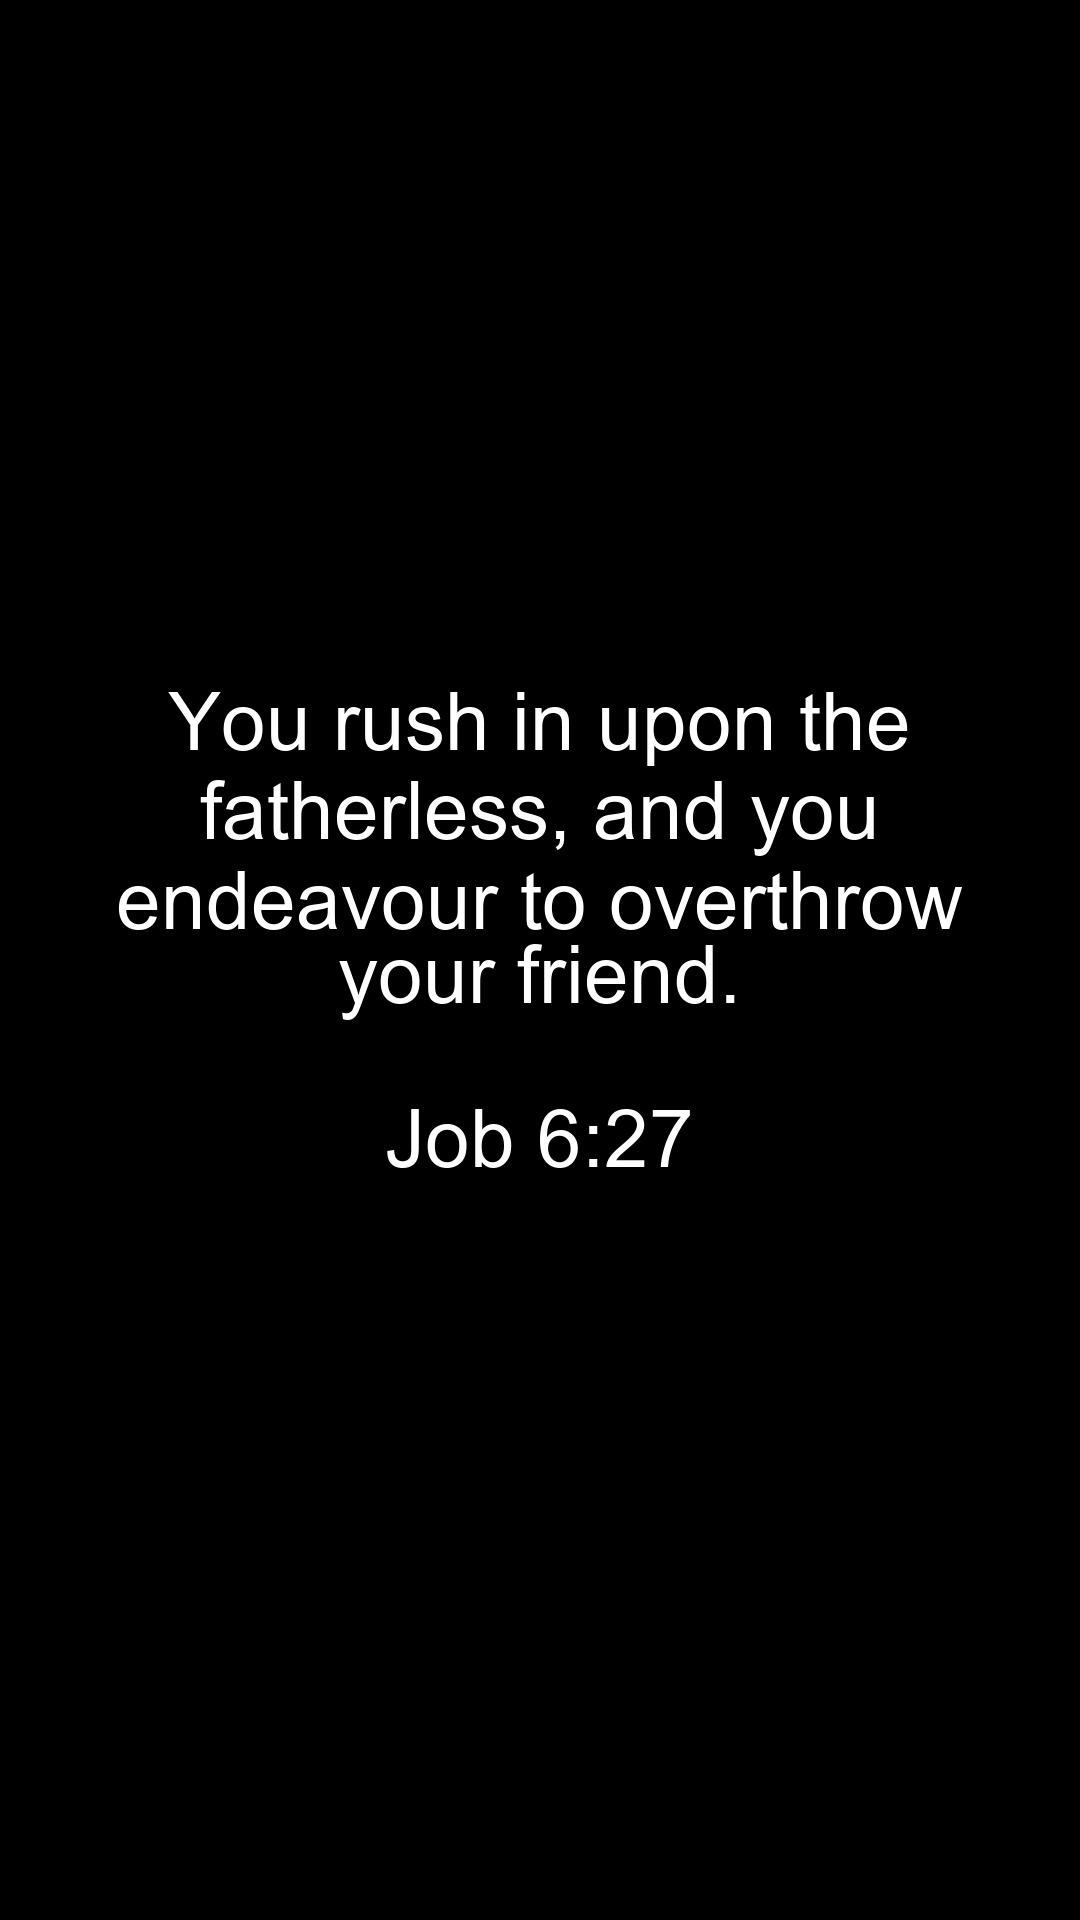 You rush in upon the
fatherless, and you
endeavour to overthrow
your friend.
Job 6:27